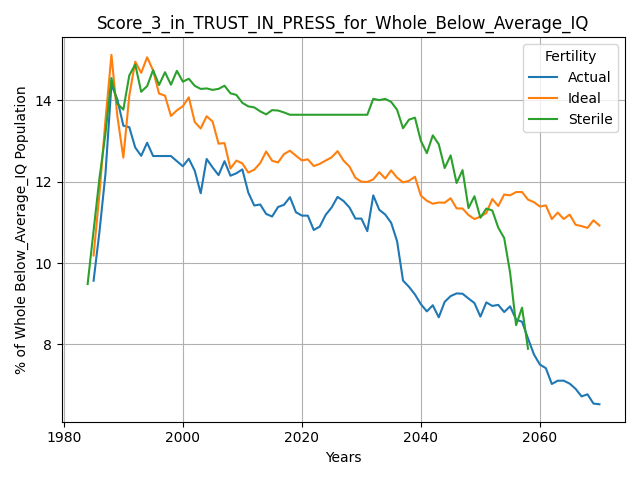 Score_3_in_TRUST_IN_PRESS_for_Whole_Below_Average_IQ
Fertility
Actual
Ideal
Sterile
% of Whole Below_Average_IQ Population
14
12
10
8
1980
2000
2020
2040
2060
Years